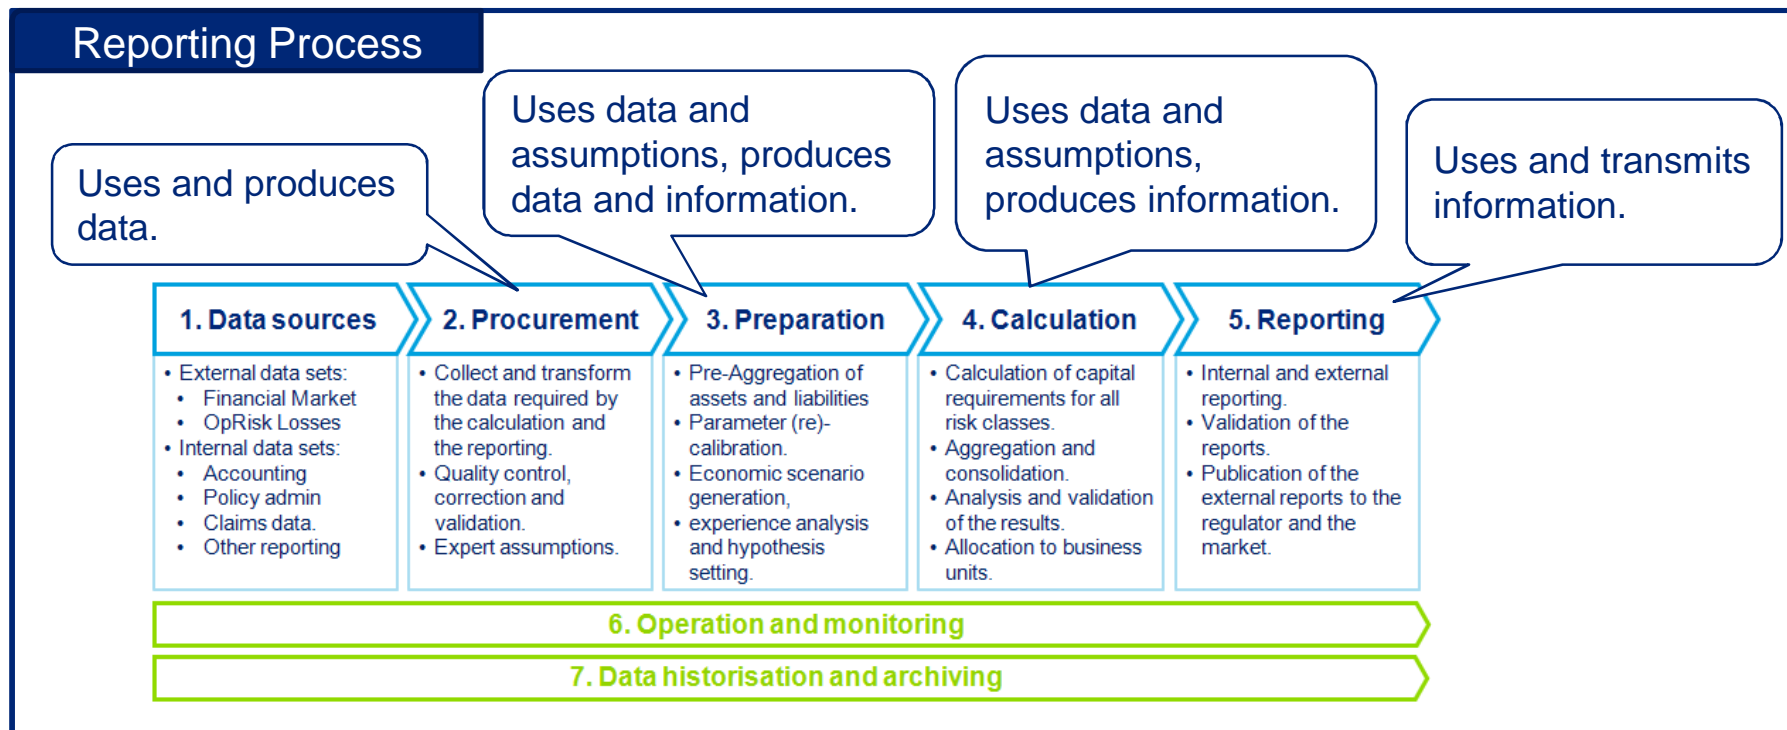 Reporting Process
Uses and produces
data.
Uses data and
assumptions, produces
data and information.
Uses data and
assumptions,
produces information.
Uses and transmits
information.
1. Data sources
• External data sets:
• Financial Market
• OpRisk Losses
• Internal data sets:
• Accounting
• Policy admin
• Claims data.
• Other reporting
2. Procurement
• Collect and transform
the data required by
the calculation and
the reporting.
• Quality control,
correction and
validation.
• Expert assumptions.
3. Preparation
• Pre-Aggregation of
assets and liabilities
• Parameter (re)-
calibration.
• Economic scenario
generation,
• experience analysis
and hypothesis
setting.
4. Calculation
• Calculation of capital
requirements for all
risk classes.
• Aggregation and
consolidation.
• Analysis and validation
of the results.
• Allocation to business
units.
5. Reporting
• Internal and external
reporting.
• Validation of the
reports.
• Publication of the
external reports to the
regulator and the
market.
6. Operation and monitoring
7. Data historisation and archiving